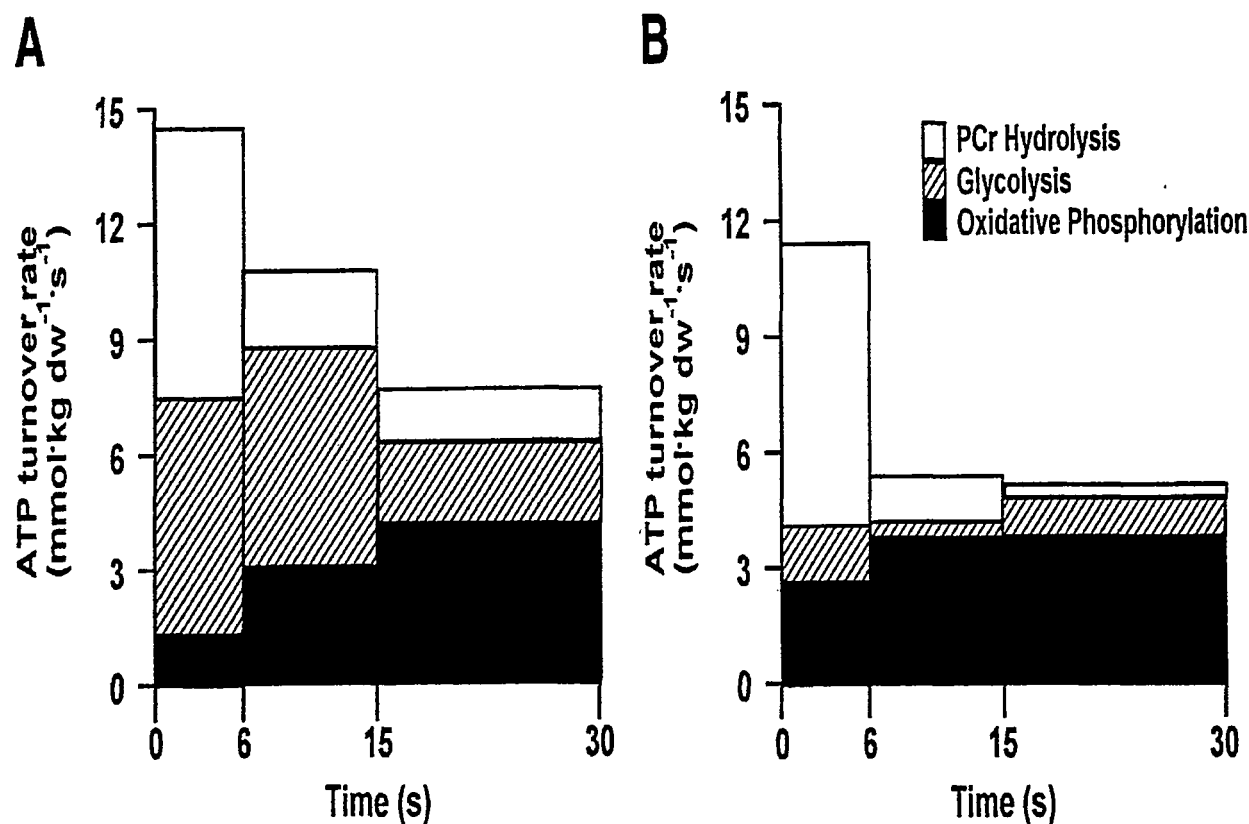 A
B
15
12
9
6
3
0
ATP turnover rate
(mmol·kg dw⁻¹·s⁻¹)
0 6 15 30
Time (s)
15
12
9
6
3
0
ATP turnover rate
(mmol·kg dw⁻¹·s⁻¹)
PCr Hydrolysis
Glycolysis
Oxidative Phosphorylation
0 6 15 30
Time (s)